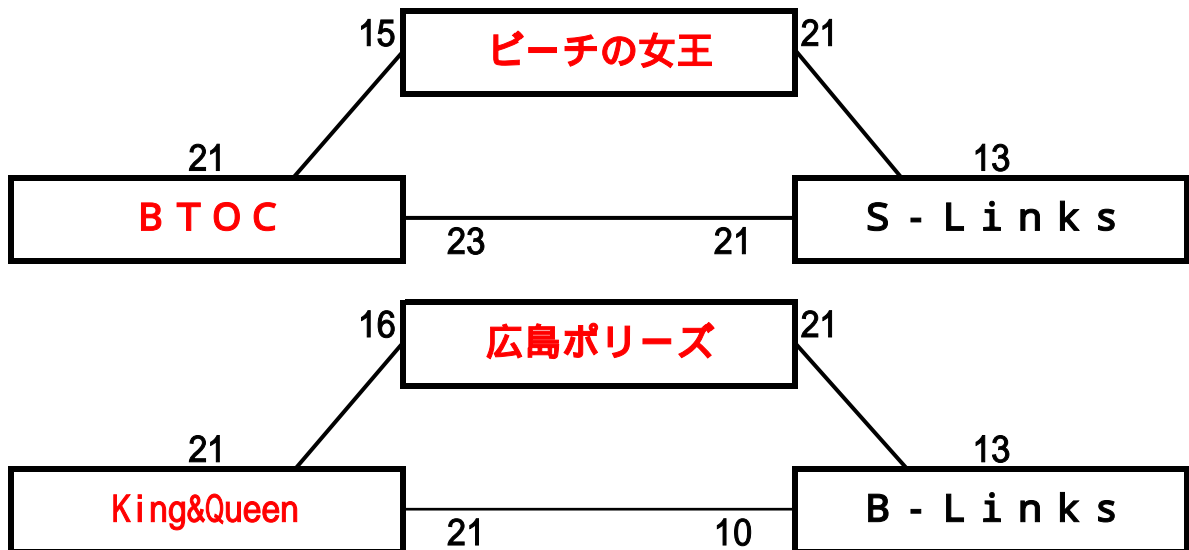 15 ビーチの女王 21
21 13
ＢＴＯＣ Ｓ-Ｌｉｎｋｓ
23 21
16 広島ポリーズ 21
21 13
King&Queen Ｂ-Ｌｉｎｋｓ
21 10